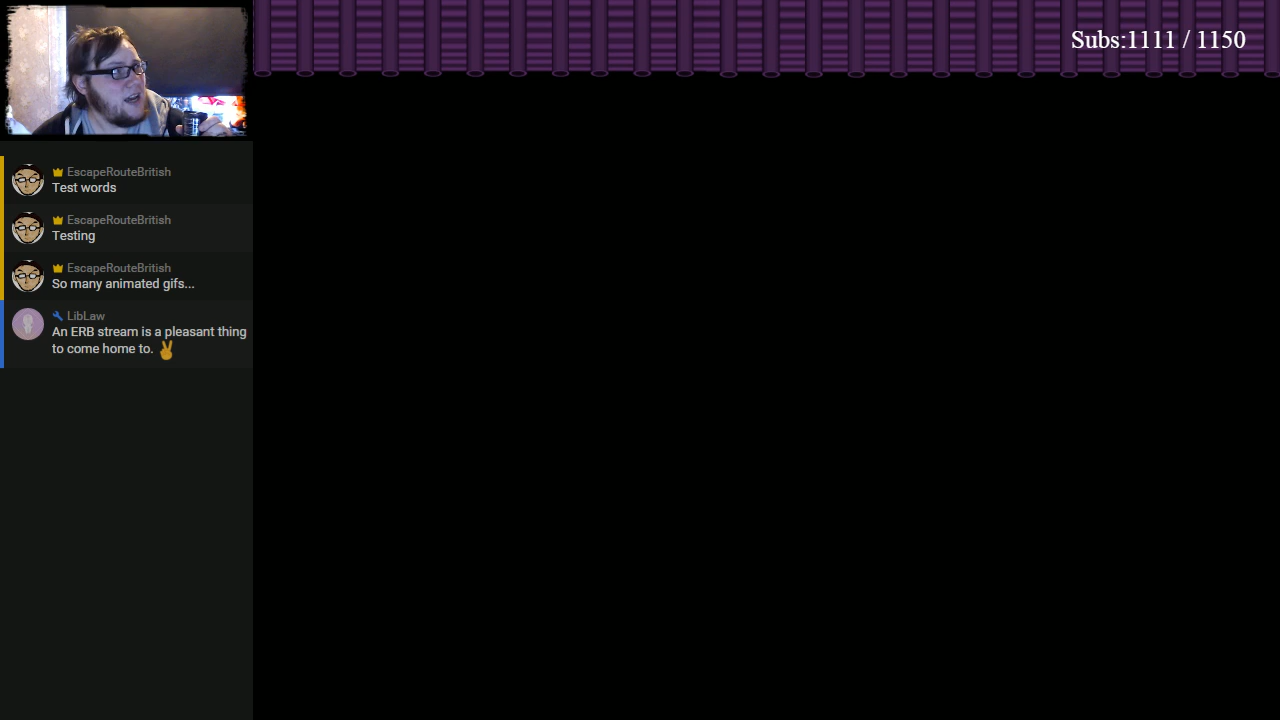 Subs:1111 / 1150
EscapeRouteBritish
Test words
EscapeRouteBritish
Testing
EscapeRouteBritish
So many animated gifs...
LibLaw
An ERB stream is a pleasant thing
to come home to. ✌